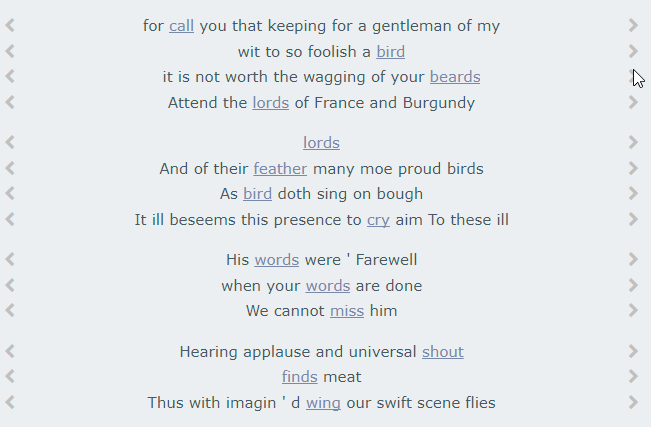 for call you that keeping for a gentleman of my
wit to so foolish a bird
it is not worth the wagging of your beards
Attend the lords of France and Burgundy
lords
And of their feather many moe proud birds
As bird doth sing on bough
It ill beseems this presence to cry aim To these ill
His words were ' Farewell
when your words are done
We cannot miss him
Hearing applause and universal shout
finds meat
Thus with imagin ' d wing our swift scene flies